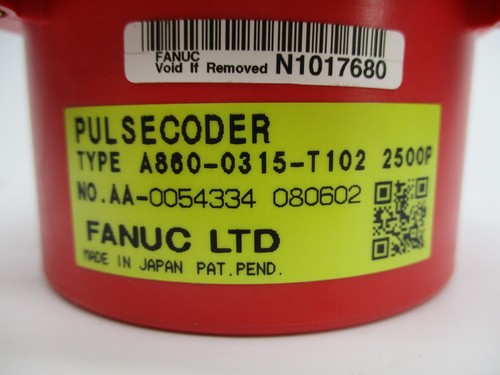 FANUC
Void If Removed N1017680
PULSECODER
TYPE A860-0315-T102 2500P
NO.AA-0054334 080602
FANUC LTD
MADE IN JAPAN PAT.PEND.